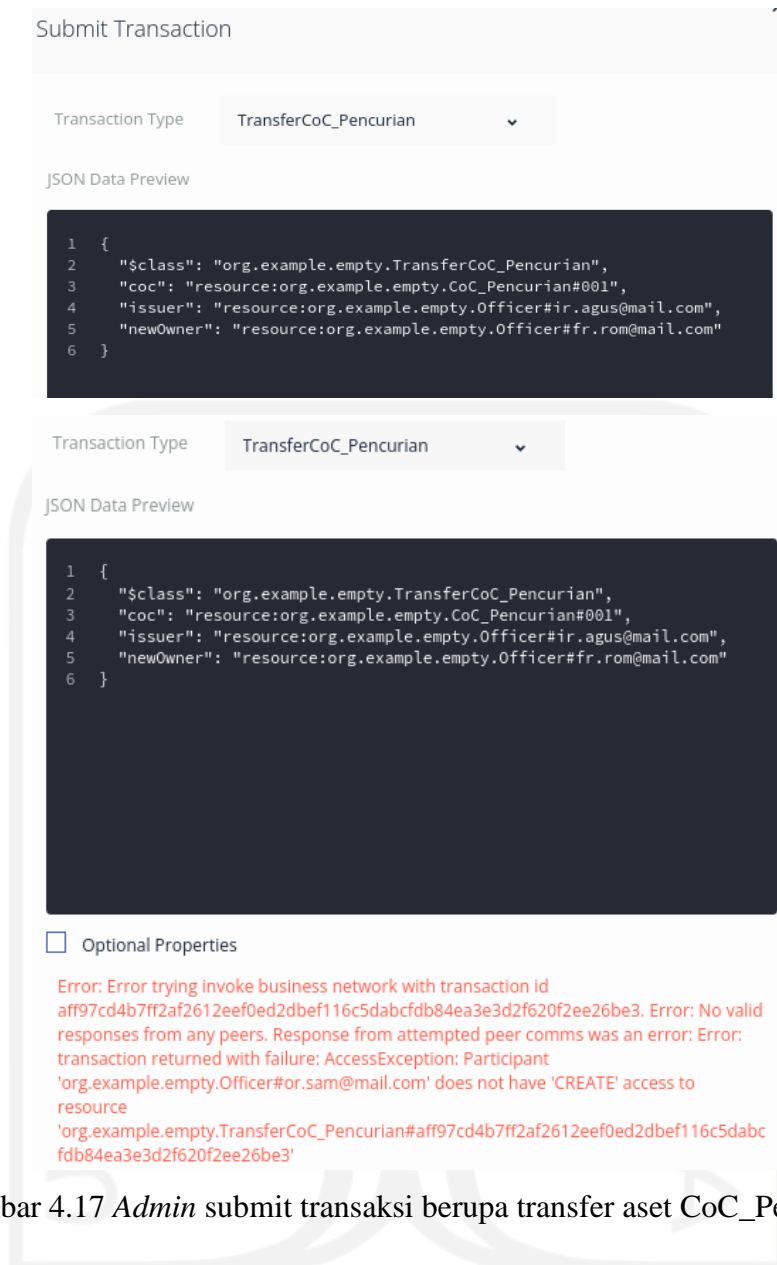 Submit Transaction
Transaction Type TransferCoC_Pencurian
JSON Data Preview
1 {
2 "$class": "org.example.empty.TransferCoC_Pencurian",
3 "coc": "resource:org.example.empty.CoC_Pencurian#001",
4 "issuer": "resource:org.example.empty.Officer#ir.agus@mail.com",
5 "newOwner": "resource:org.example.empty.Officer#fr.rom@mail.com"
6 }
Transaction Type TransferCoC_Pencurian
JSON Data Preview
1 {
2 "$class": "org.example.empty.TransferCoC_Pencurian",
3 "coc": "resource:org.example.empty.CoC_Pencurian#001",
4 "issuer": "resource:org.example.empty.Officer#ir.agus@mail.com",
5 "newOwner": "resource:org.example.empty.Officer#fr.rom@mail.com"
6 }
Optional Properties
Error: Error trying invoke business network with transaction id
aff97cd4b7ff2af2612eef0ed2dbef116c5dabcfdb84ea3e3d2f620f2ee26be3. Error: No valid
responses from any peers. Response from attempted peer comms was an error: Error:
transaction returned with failure: AccessException: Participant
'org.example.empty.Officer#or.sam@mail.com' does not have 'CREATE' access to
resource
'org.example.empty.TransferCoC_Pencurian#aff97cd4b7ff2af2612eef0ed2dbef116c5dabc
fdb84ea3e3d2f620f2ee26be3'
bar 4.17 Admin submit transaksi berupa transfer aset CoC_Pe